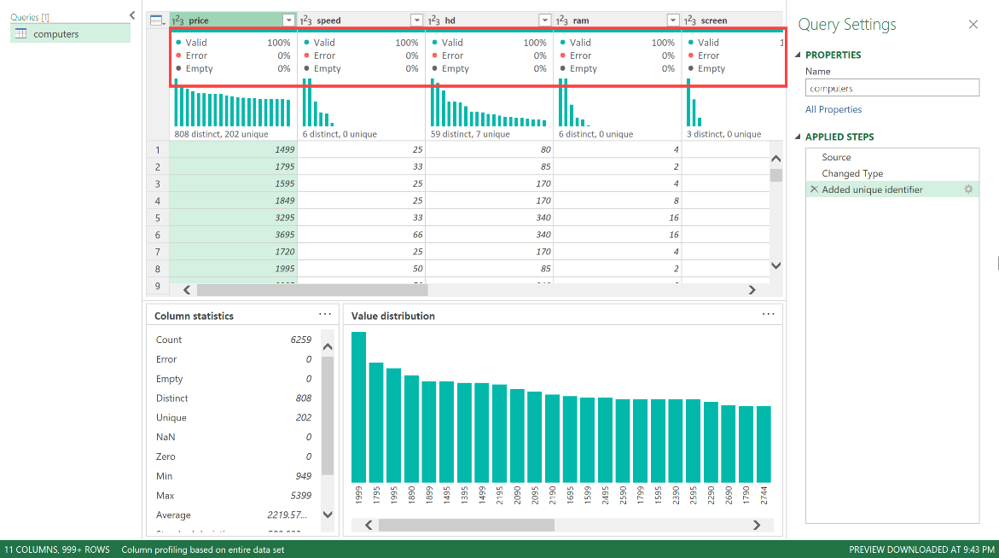 Queries [1]
computers
1²3 price
1²3 speed
1²3 hd
1²3 ram
1²3 screen
Valid 100%
Error 0%
Empty 0%
Valid 100%
Error 0%
Empty 0%
Valid 100%
Error 0%
Empty 0%
Valid 100%
Error 0%
Empty 0%
Valid 1
Error
Empty
808 distinct, 202 unique
6 distinct, 0 unique
59 distinct, 7 unique
6 distinct, 0 unique
3 distinct, 0 unique
1 1499 25 80 4
2 1795 33 85 2
3 1595 25 170 4
4 1849 25 170 8
5 3295 33 340 16
6 3695 66 340 16
7 1720 25 170 4
8 1995 50 85 2
9
Column statistics
Count 6259
Error 0
Empty 0
Distinct 808
Unique 202
NaN 0
Zero 0
Min 949
Max 5399
Average 2219.57...
Value distribution
1999
1795
1995
1890
1899
1495
1395
1499
2195
2090
2095
2190
1695
1599
2495
2590
1799
1595
2390
2595
2290
2690
1790
2744
Query Settings
PROPERTIES
Name
computers
All Properties
APPLIED STEPS
Source
Changed Type
Added unique identifier
11 COLUMNS, 999+ ROWS Column profiling based on entire data set
PREVIEW DOWNLOADED AT 9:43 PM